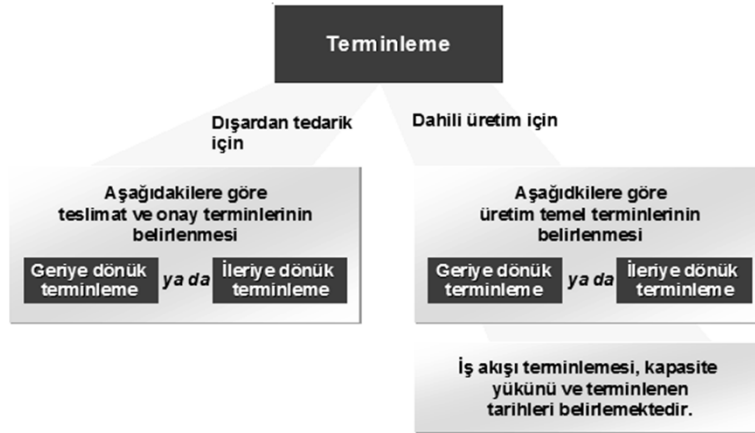 Terminleme
Dışardan tedarik
için
Dahili üretim için
Aşağıdakilere göre
teslimat ve onay terminlerinin
belirlenmesi
Geriye dönük
terminleme
ya da
İleriye dönük
terminleme
Aşağıdkilere göre
üretim temel terminlerinin
belirlenmesi
Geriye dönük
terminleme
ya da
İleriye dönük
terminleme
İş akışı terminlemesi, kapasite
yükünü ve terminlenen
tarihleri belirlemektedir.